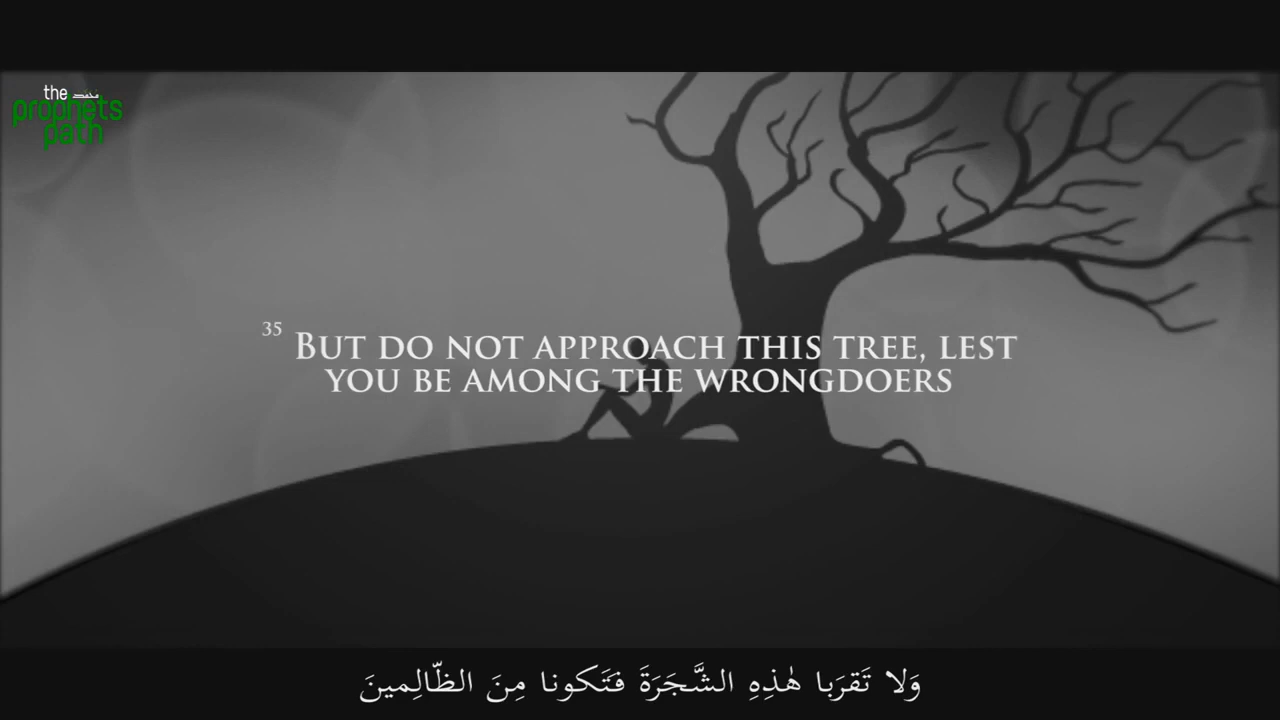 the محمد
prophets
path
35 BUT DO NOT APPROACH THIS TREE, LEST
YOU BE AMONG THE WRONGDOERS
وَلا تَقرَبا هٰذِهِ الشَّجَرَةَ فَتَكونا مِنَ الظّالِمينَ